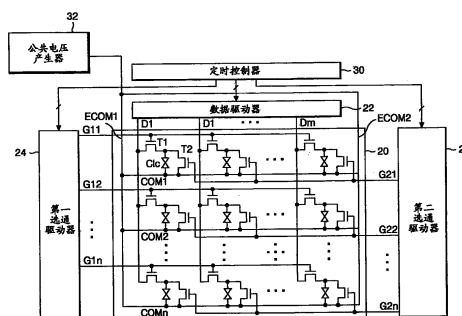 32
公共电压
产生器
定时控制器
30
数据驱动器
22
ECOM1
D1
D1
Dm
ECOM2
24
G11
T1
T2
20
2
Clc
COM1
G21
第一
选通
驱动器
G12
COM2
G22
第二
选通
驱动器
G1n
COMn
G2n